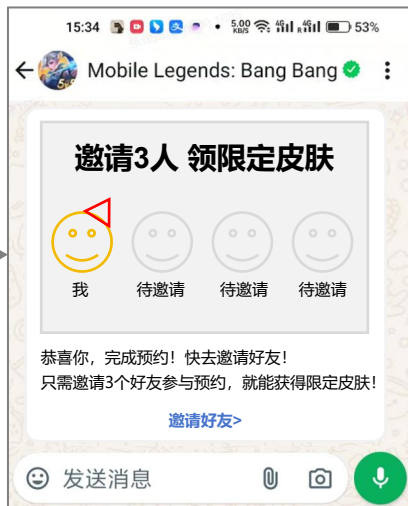 15:34
5.00 KB/S 4G R 4G 53%
Mobile Legends: Bang Bang
邀请3人 领限定皮肤
我 待邀请 待邀请 待邀请
恭喜你，完成预约！快去邀请好友！
只需邀请3个好友参与预约，就能获得限定皮肤！
邀请好友>
发送消息